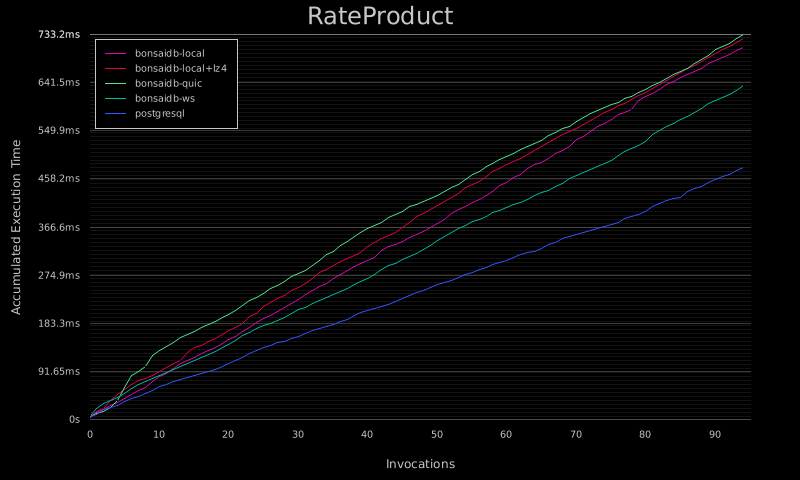 RateProduct
733.2ms
641.5ms
549.9ms
458.2ms
366.6ms
274.9ms
183.3ms
91.65ms
0s
bonsaidb-local
bonsaidb-local+lz4
bonsaidb-quic
bonsaidb-ws
postgresql
Accumulated Execution Time
0 10 20 30 40 50 60 70 80 90
Invocations